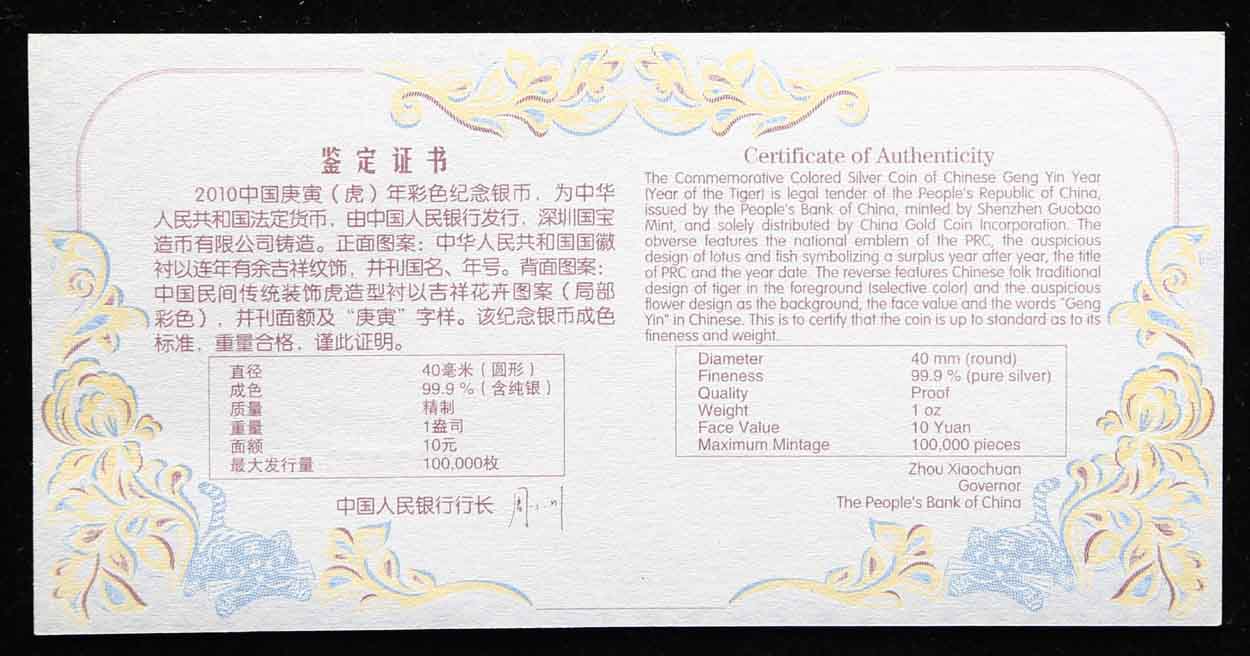 鉴定证书
2010中国庚寅（虎）年彩色纪念银币，为中华
人民共和国法定货币，由中国人民银行发行，深圳国宝
造币有限公司铸造。正面图案：中华人民共和国国徽
衬以连年有余吉祥纹饰，并刊国名、年号。背面图案：
中国民间传统装饰虎造型衬以吉祥花卉图案（局部
彩色），并刊面额及“庚寅”字样。该纪念银币成色
标准，重量合格，谨此证明。
直径 40毫米（圆形）
成色 99.9 %（含纯银）
质量 精制
重量 1盎司
面额 10元
最大发行量 100,000枚
中国人民银行行长
Certificate of Authenticity
The Commemorative Colored Silver Coin of Chinese Geng Yin Year
(Year of the Tiger) is legal tender of the People's Republic of China,
issued by the People's Bank of China, minted by Shenzhen Guobao
Mint, and solely distributed by China Gold Coin Incorporation. The
obverse features the national emblem of the PRC, the auspicious
design of lotus and fish symbolizing a surplus year after year, the title
of PRC and the year date. The reverse features Chinese folk traditional
design of tiger in the foreground (selective color) and the auspicious
flower design as the background, the face value and the words "Geng
Yin" in Chinese. This is to certify that the coin is up to standard as to its
fineness and weight.
Diameter 40 mm (round)
Fineness 99.9 % (pure silver)
Quality Proof
Weight 1 oz
Face Value 10 Yuan
Maximum Mintage 100,000 pieces
Zhou Xiaochuan
Governor
The People's Bank of China